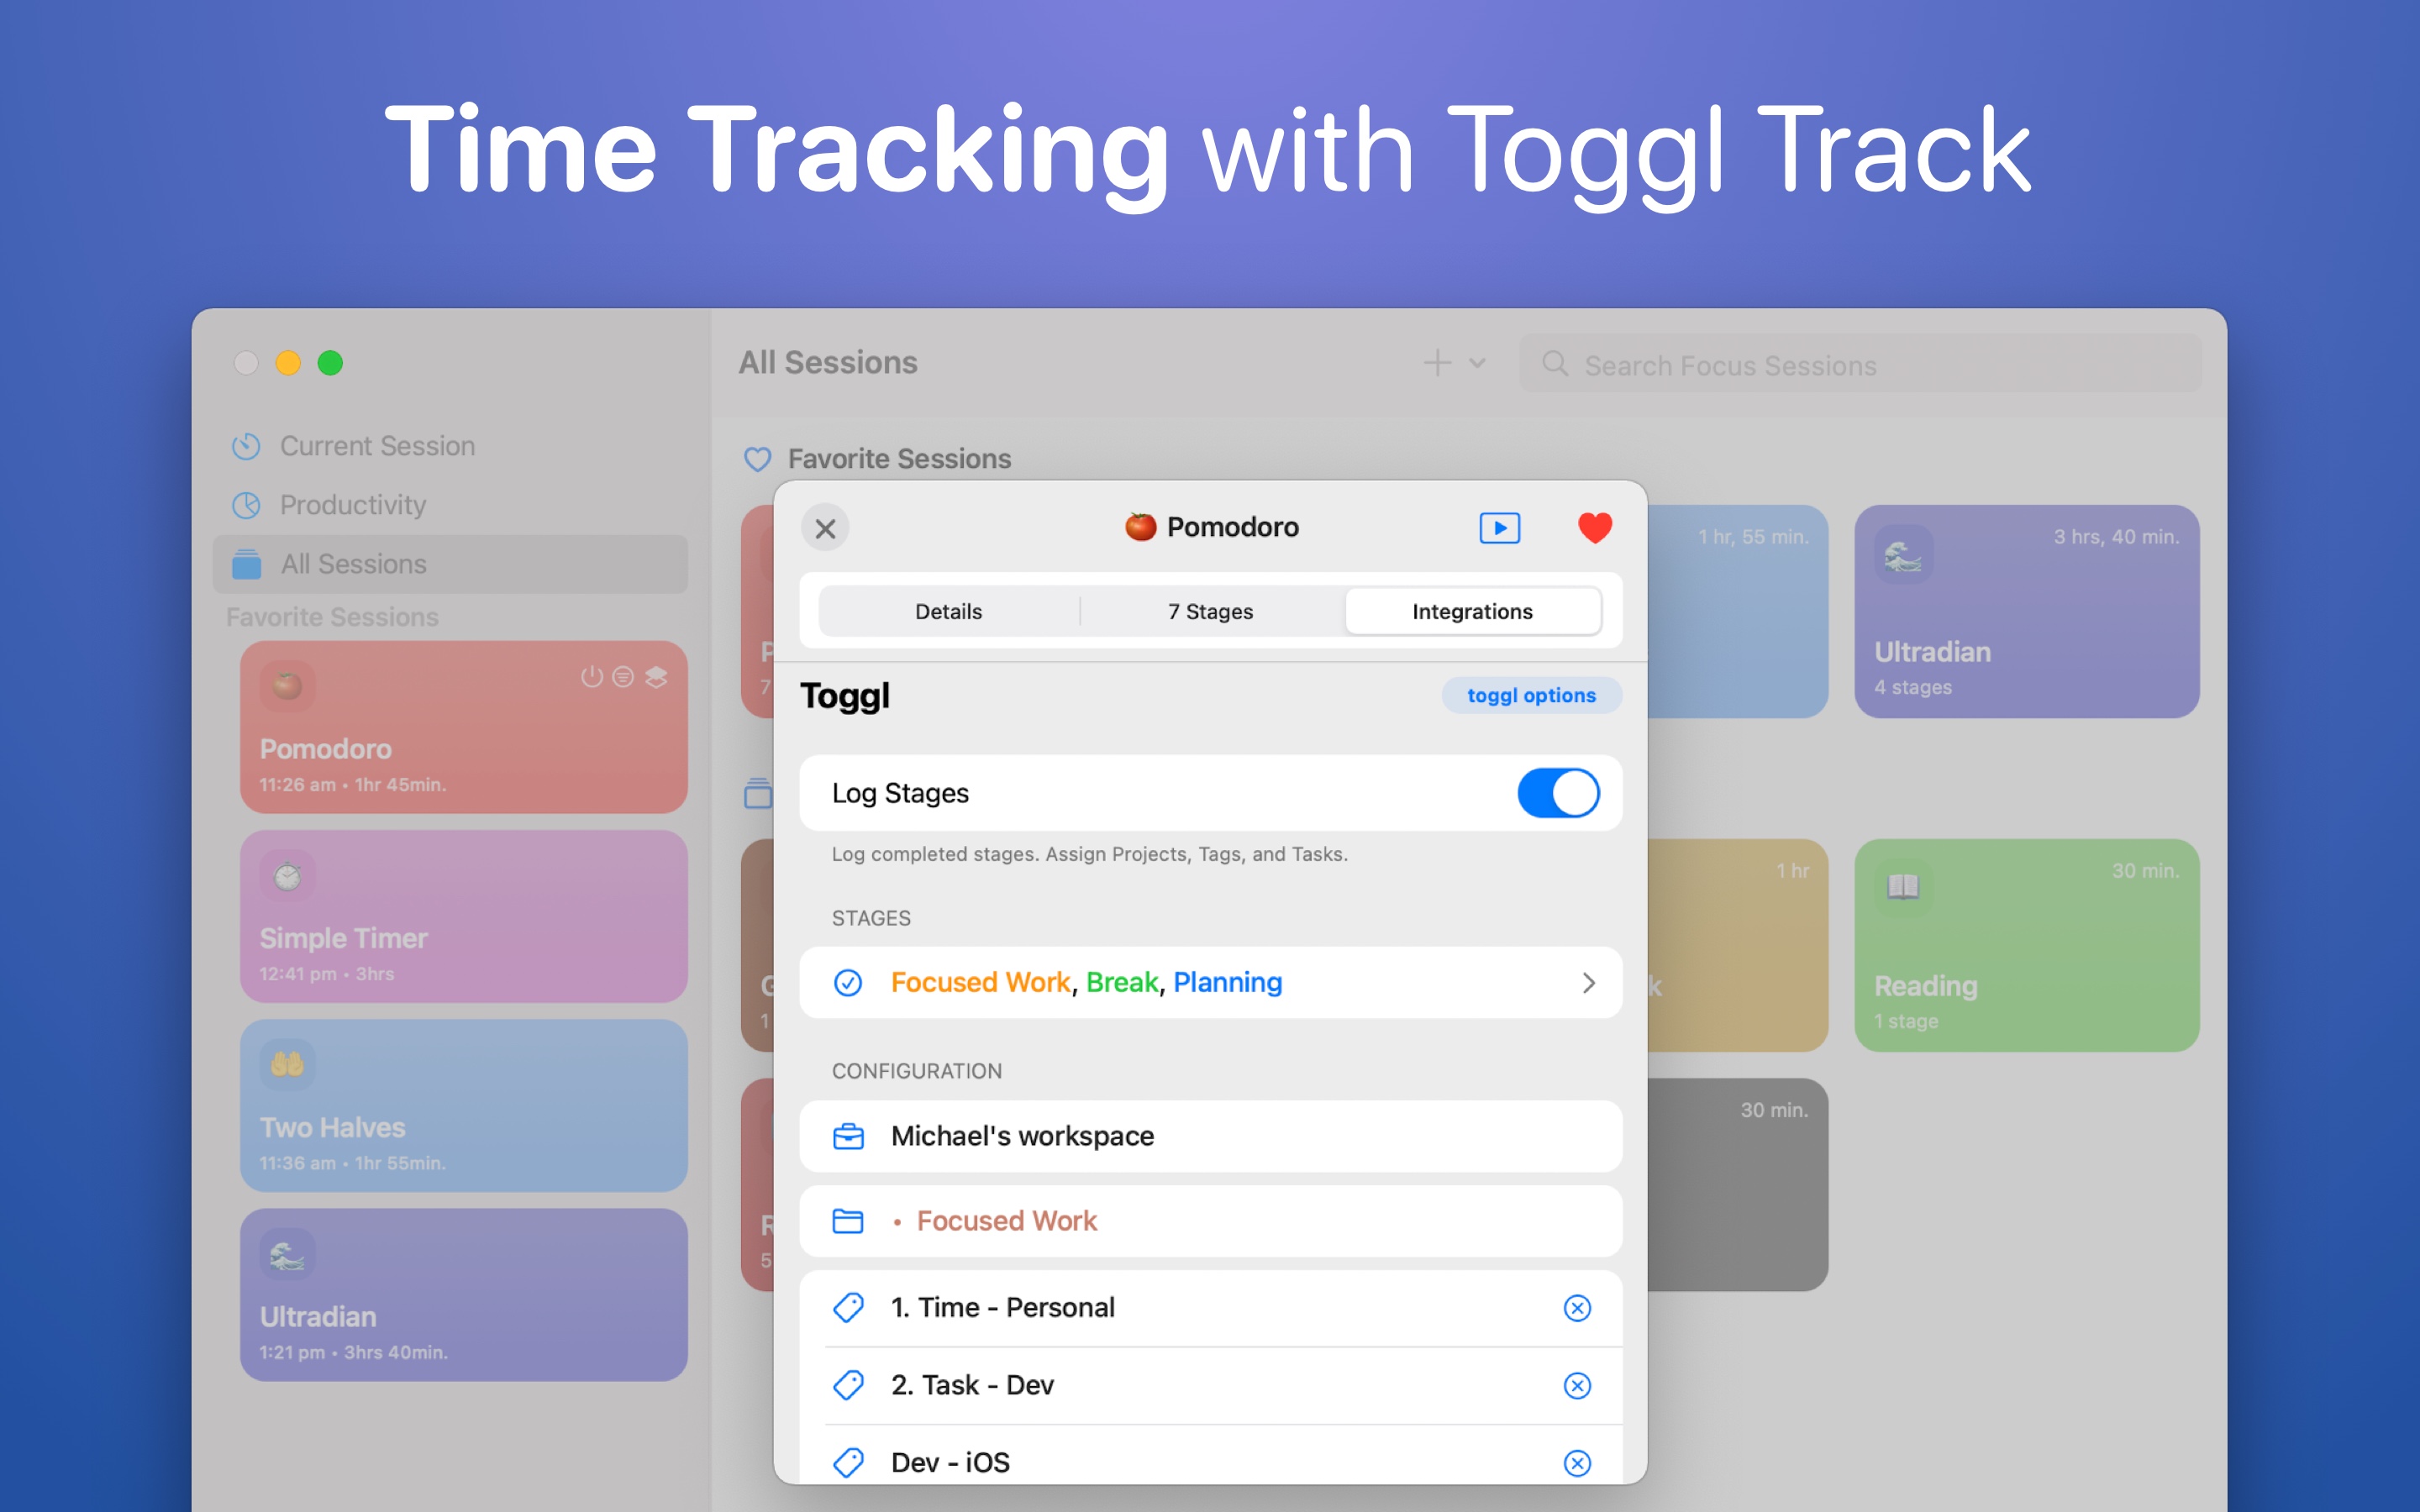 Time Tracking with Toggl Track
All Sessions
Search Focus Sessions
Current Session
Productivity
All Sessions
Favorite Sessions
Pomodoro
11:26 am • 1hr 45min.
Simple Timer
12:41 pm • 3hrs
Two Halves
11:36 am • 1hr 55min.
Ultradian
1:21 pm • 3hrs 40min.
Favorite Sessions
1 hr, 55 min.
3 hrs, 40 min.
Ultradian
4 stages
1 hr
30 min.
Reading
1 stage
30 min.
Pomodoro
Details
7 Stages
Integrations
Toggl
toggl options
Log Stages
Log completed stages. Assign Projects, Tags, and Tasks.
STAGES
Focused Work, Break, Planning
CONFIGURATION
Michael's workspace
• Focused Work
1. Time - Personal
2. Task - Dev
Dev - iOS